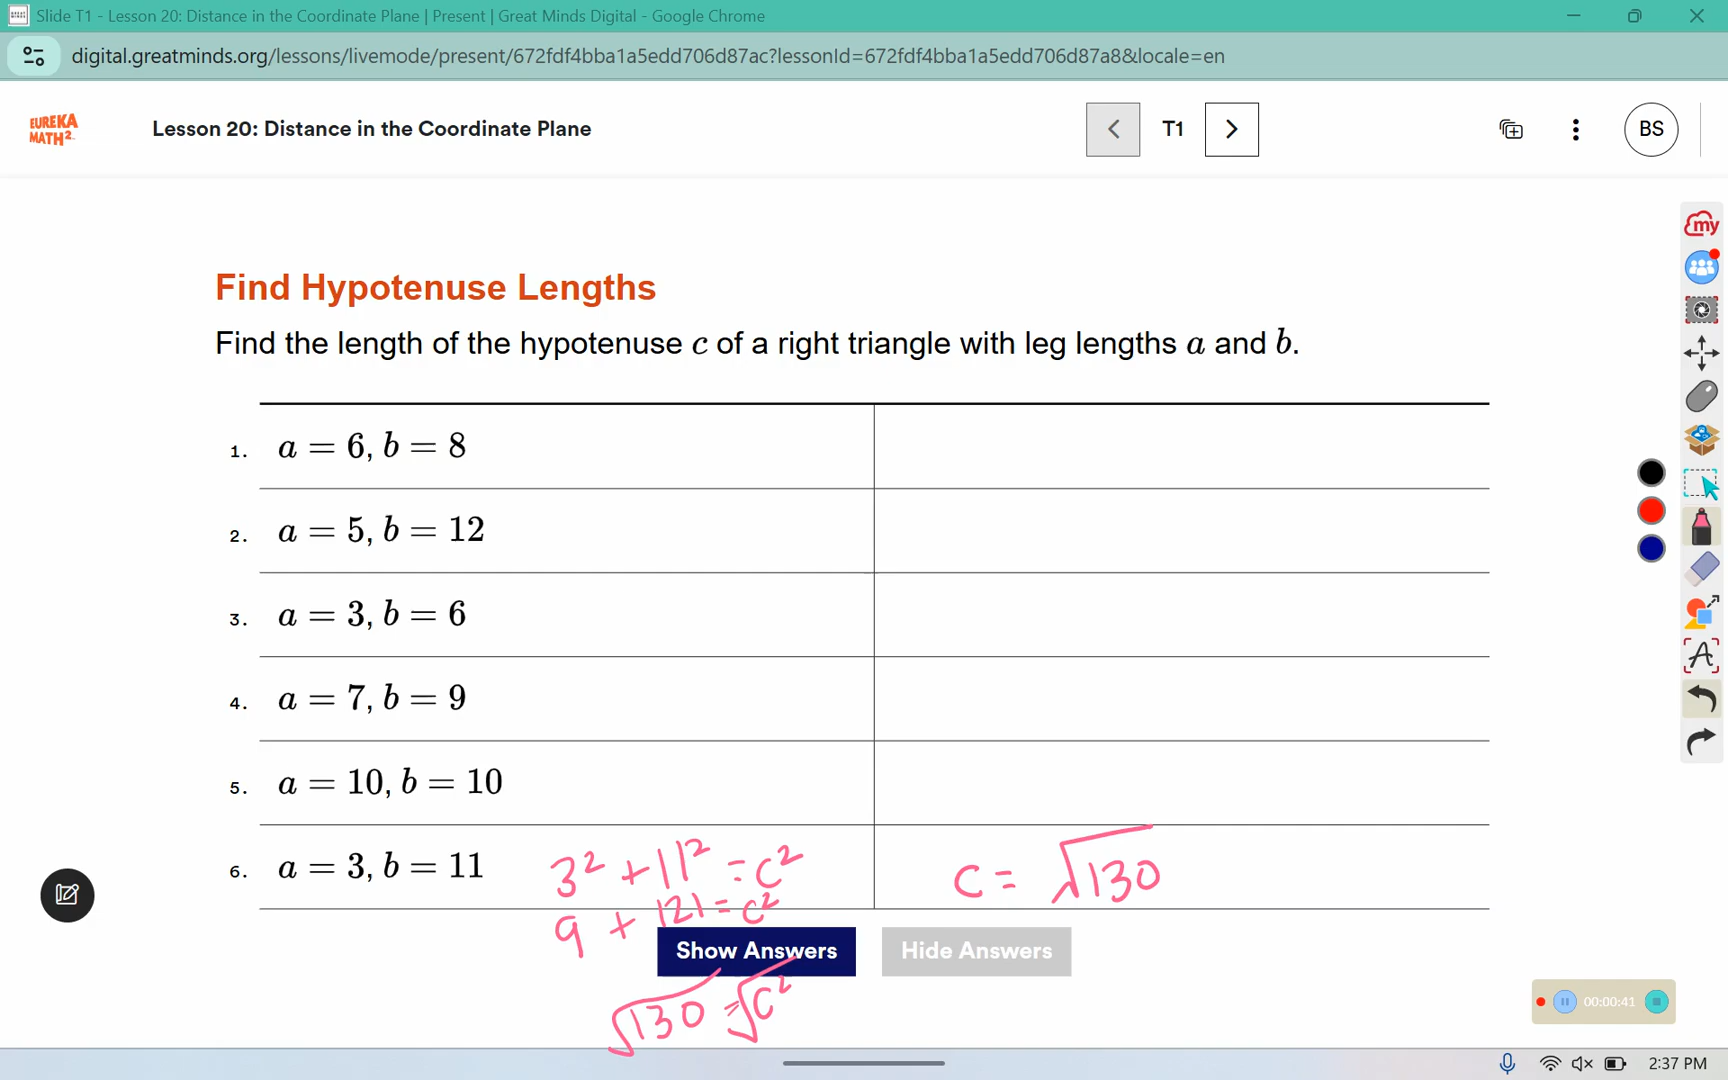 Slide T1 - Lesson 20: Distance in the Coordinate Plane | Present | Great Minds Digital - Google Chrome
digital.greatminds.org/lessons/livemode/present/672fdf4bba1a5edd706d87ac?lessonId=672fdf4bba1a5edd706d87a8&locale=en
EUREKA
MATH²
Lesson 20: Distance in the Coordinate Plane
T1
BS
my
Find Hypotenuse Lengths
Find the length of the hypotenuse c of a right triangle with leg lengths a and b.
1. a = 6, b = 8
2. a = 5, b = 12
3. a = 3, b = 6
4. a = 7, b = 9
5. a = 10, b = 10
6. a = 3, b = 11
3² + 11² = c²
c = √130
9 + 121 = c²
Show Answers
Hide Answers
√130 = √c²
00:00:41
2:37 PM